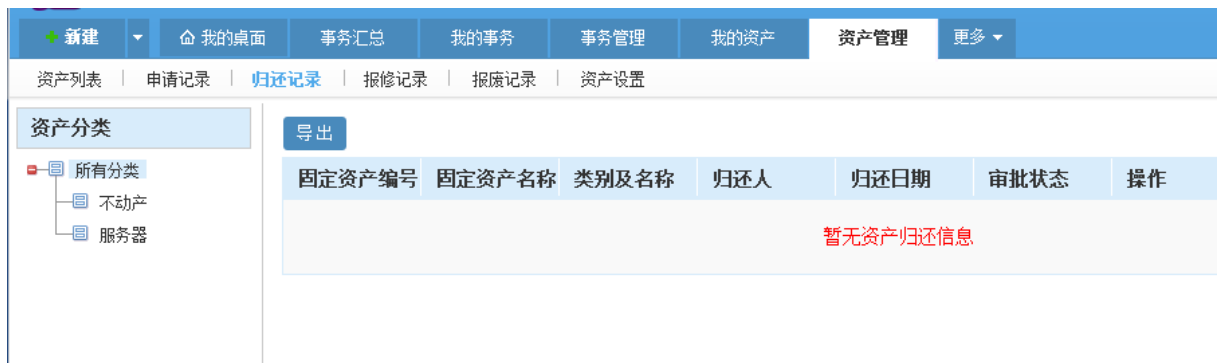 新建 我的桌面 事务汇总 我的事务 事务管理 我的资产 资产管理 更多
资产列表 申请记录 归还记录 报修记录 报废记录 资产设置
资产分类
所有分类
不动产
服务器
导出
固定资产编号 固定资产名称 类别及名称 归还人 归还日期 审批状态 操作
暂无资产归还信息